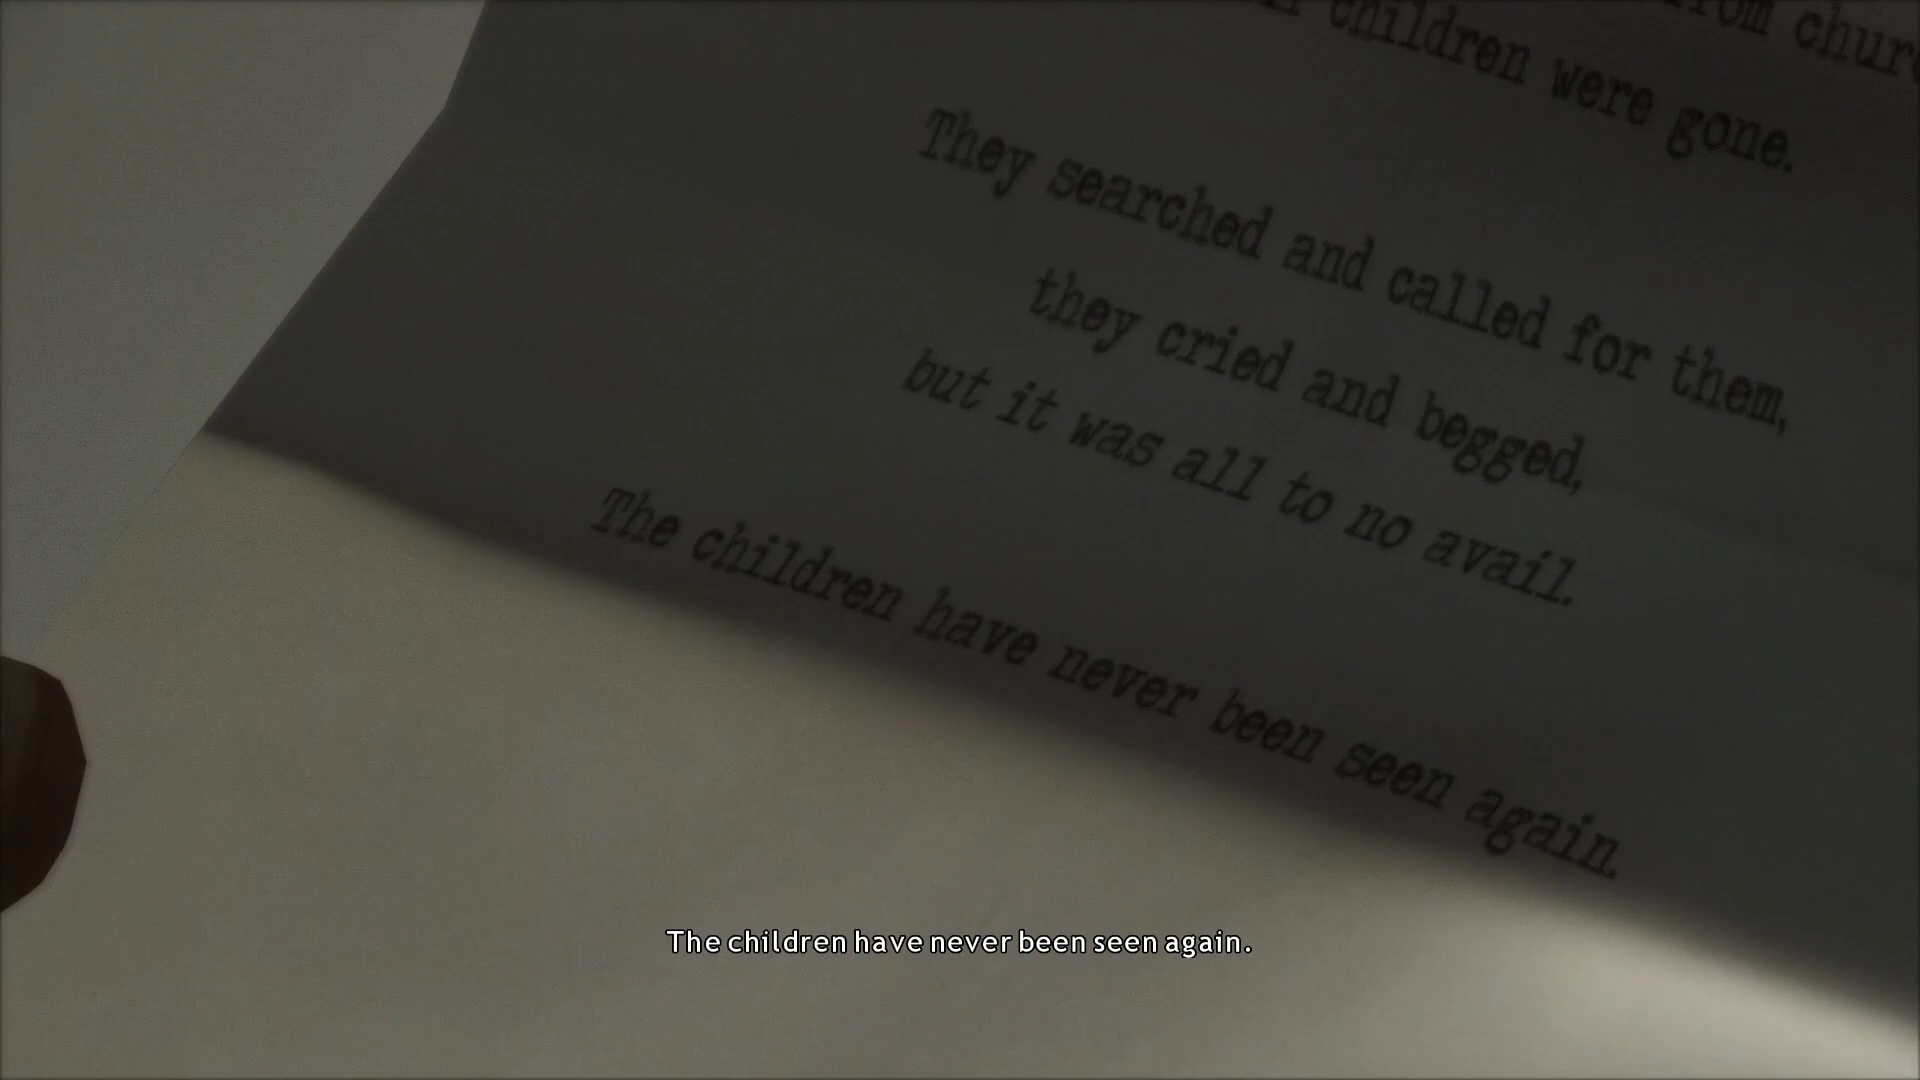 from
children were gone.
They searched and called for them,
they cried and begged,
but it was all to no avail.
The children have never been seen again.
The children have never been seen again.